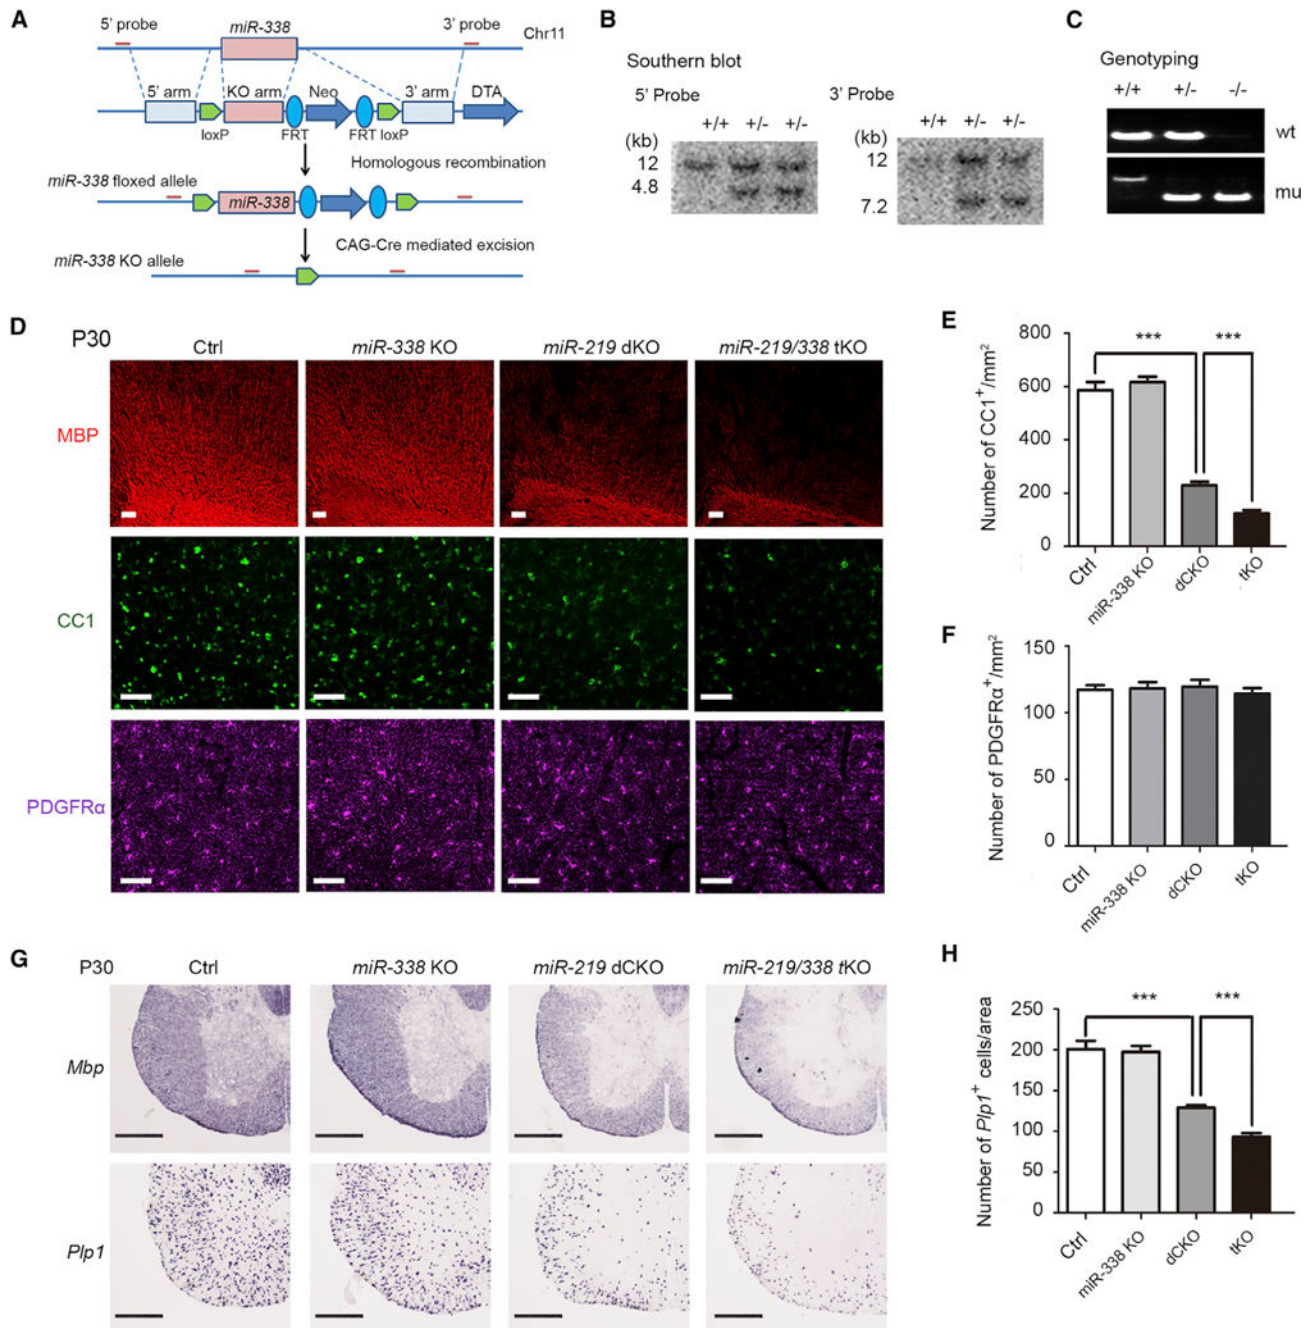 A
5' probe
miR-338
3' probe
Chr11
5' arm
KO arm
Neo
3' arm
DTA
loxP
FRT
FRT loxP
Homologous recombination
miR-338 floxed allele
miR-338
CAG-Cre mediated excision
miR-338 KO allele
B
Southern blot
5' Probe
3' Probe
+/+ +/- +/-
+/+ +/- +/-
(kb)
12
4.8
(kb)
12
7.2
C
Genotyping
+/+ +/- -/-
wt
mu
D
P30
Ctrl
miR-338 KO
miR-219 dKO
miR-219/338 tKO
MBP
CC1
PDGFRα
E
Number of CC1+/mm²
800
600
400
200
0
***
***
Ctrl
miR-338 KO
dCKO
tKO
F
Number of PDGFRα+/mm²
150
100
50
0
Ctrl
miR-338 KO
dCKO
tKO
G
P30
Ctrl
miR-338 KO
miR-219 dCKO
miR-219/338 tKO
Mbp
Plp1
H
Number of Plp1+ cells/area
250
200
150
100
50
0
***
***
Ctrl
miR-338 KO
dCKO
tKO